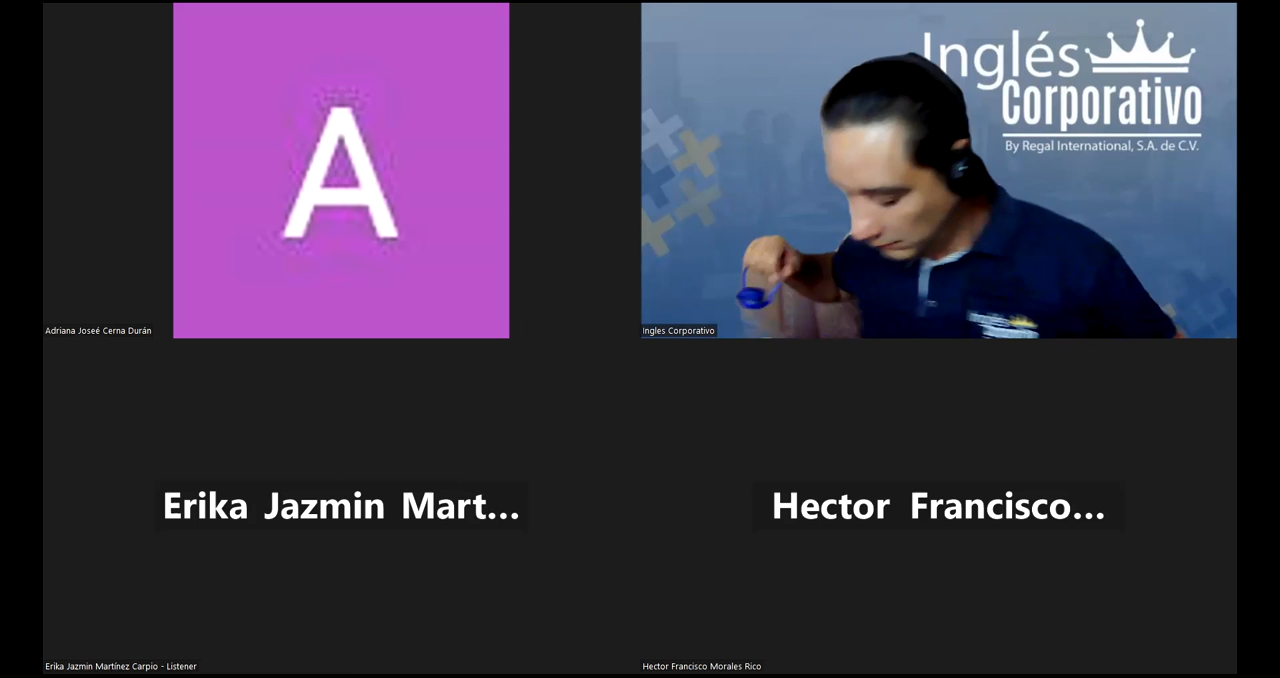 A
Inglés
Corporativo
By Regal International, S.A. de C.V.
Adriana Joseé Cerna Durán
Ingles Corporativo
Erika Jazmin Mart...
Hector Francisco...
Erika Jazmin Martínez Carpio - Listener
Hector Francisco Morales Rico